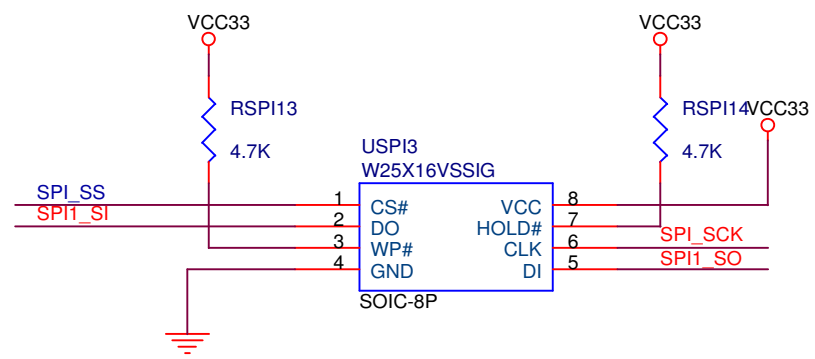 VCC33
VCC33
RSPI13
RSPI14
VCC33
4.7K
4.7K
USPI3
W25X16VSSIG
SPI_SS
1
CS#
VCC
8
SPI1_SI
2
DO
HOLD#
7
3
WP#
CLK
6
SPI_SCK
4
GND
DI
5
SPI1_SO
SOIC-8P